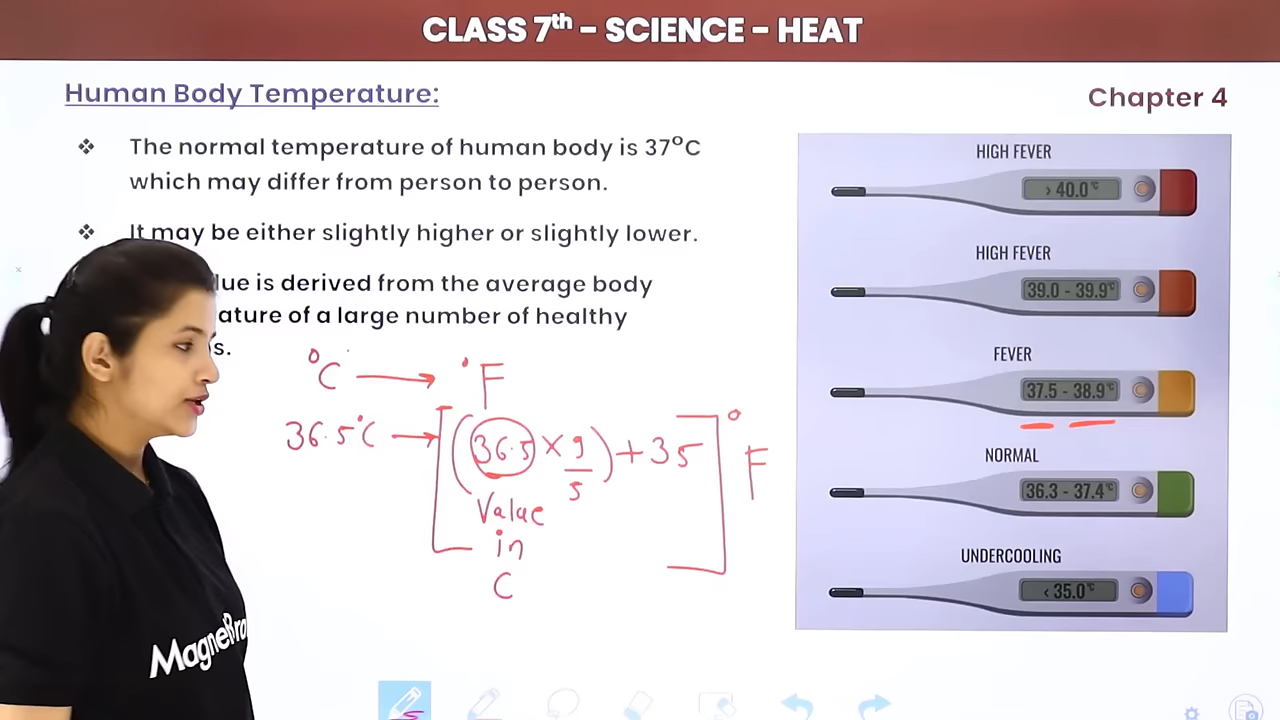 CLASS 7th - SCIENCE - HEAT
Human Body Temperature:
Chapter 4
❖ The normal temperature of human body is 37°C
which may differ from person to person.
❖ It may be either slightly higher or slightly lower.
is derived from the average body
of a large number of healthy
°C → °F
36.5°C → [(36.5 × 9/5) + 35]°F
Value
in
C
HIGH FEVER
> 40.0°C
HIGH FEVER
39.0 - 39.9°C
FEVER
37.5 - 38.9°C
NORMAL
36.3 - 37.4°C
UNDERCOOLING
< 35.0°C